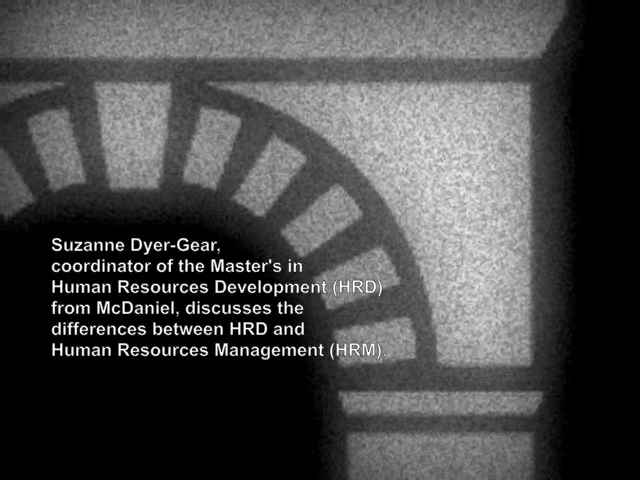 Suzanne Dyer-Gear,
coordinator of the Master's in
Human Resources Development (HRD)
from McDaniel, discusses the
differences between HRD and
Human Resources Management (HRM).